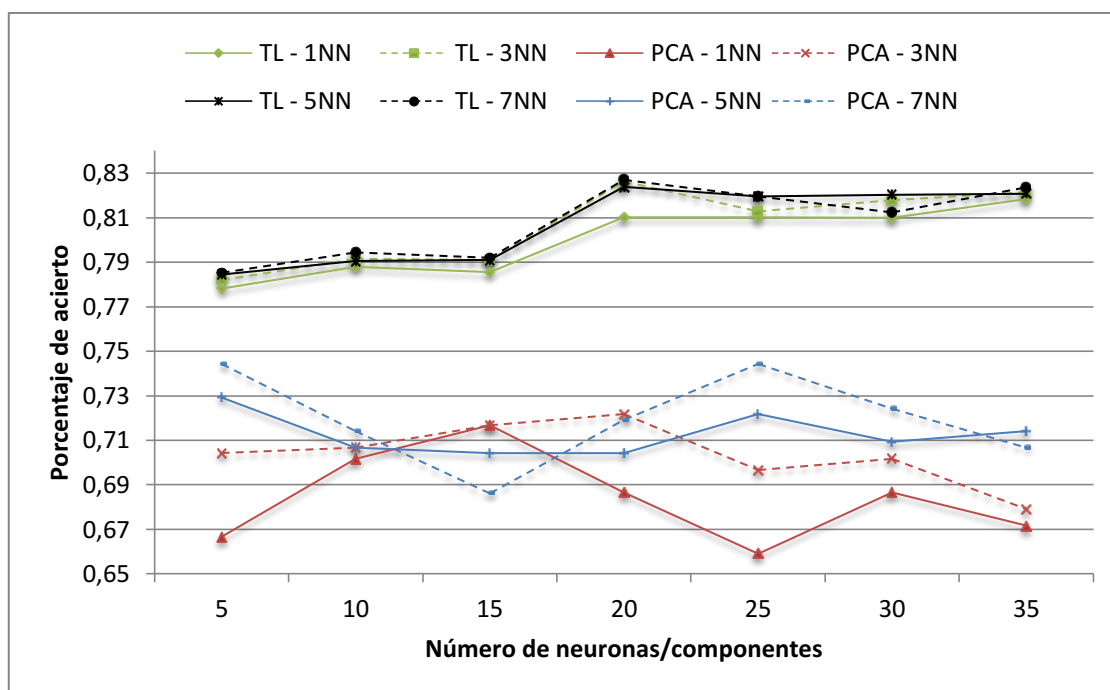 TL - 1NN TL - 3NN PCA - 1NN PCA - 3NN
TL - 5NN TL - 7NN PCA - 5NN PCA - 7NN
Porcentaje de acierto
0,83
0,81
0,79
0,77
0,75
0,73
0,71
0,69
0,67
0,65
5 10 15 20 25 30 35
Número de neuronas/componentes